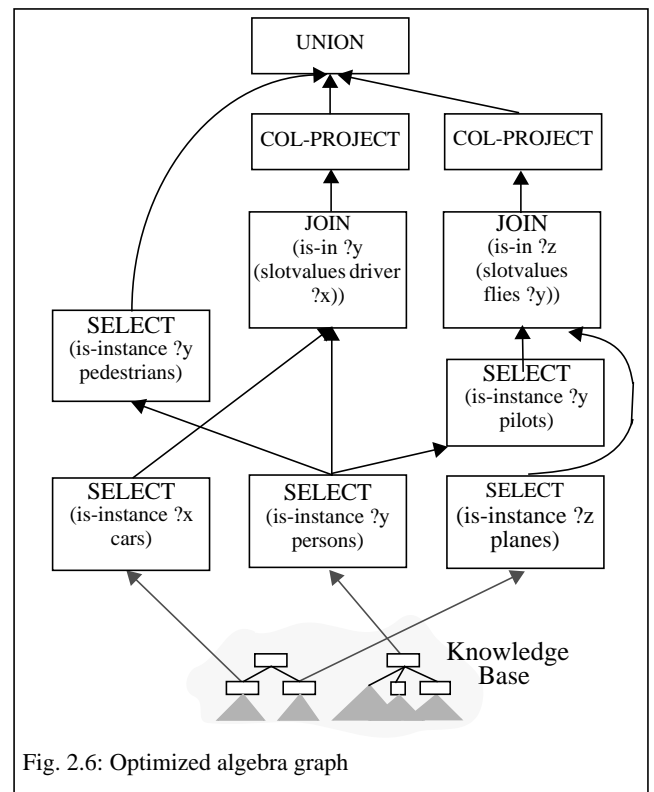 UNION
COL-PROJECT
COL-PROJECT
JOIN
(is-in ?y
(slotvalues driver
?x))
JOIN
(is-in ?z
(slotvalues
flies ?y))
SELECT
(is-instance ?y
pedestrians)
SELECT
(is-instance ?y
pilots)
SELECT
(is-instance ?x
cars)
SELECT
(is-instance ?y
persons)
SELECT
(is-instance ?z
planes)
Knowledge
Base
Fig. 2.6: Optimized algebra graph